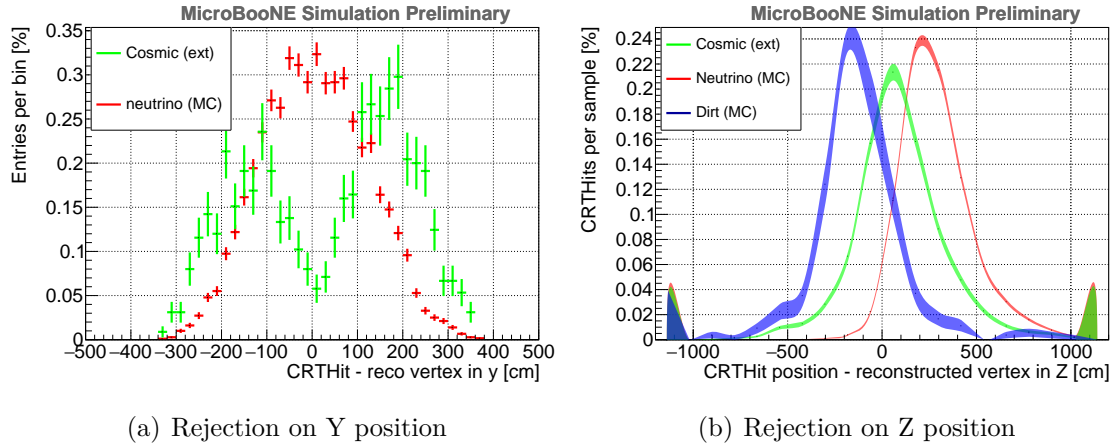 MicroBooNE Simulation Preliminary
Entries per bin [%]
0.35
0.3
0.25
0.2
0.15
0.1
0.05
0
Cosmic (ext)
neutrino (MC)
−500 −400 −300 −200 −100 0 100 200 300 400 500
CRTHit - reco vertex in y [cm]
(a) Rejection on Y position
MicroBooNE Simulation Preliminary
CRTHits per sample [%]
0.24
0.22
0.20
0.18
0.16
0.14
0.12
0.10
0.08
0.06
0.04
0.02
0
Cosmic (ext)
Neutrino (MC)
Dirt (MC)
−1000 −500 0 500 1000
CRTHit position - reconstructed vertex in Z [cm]
(b) Rejection on Z position